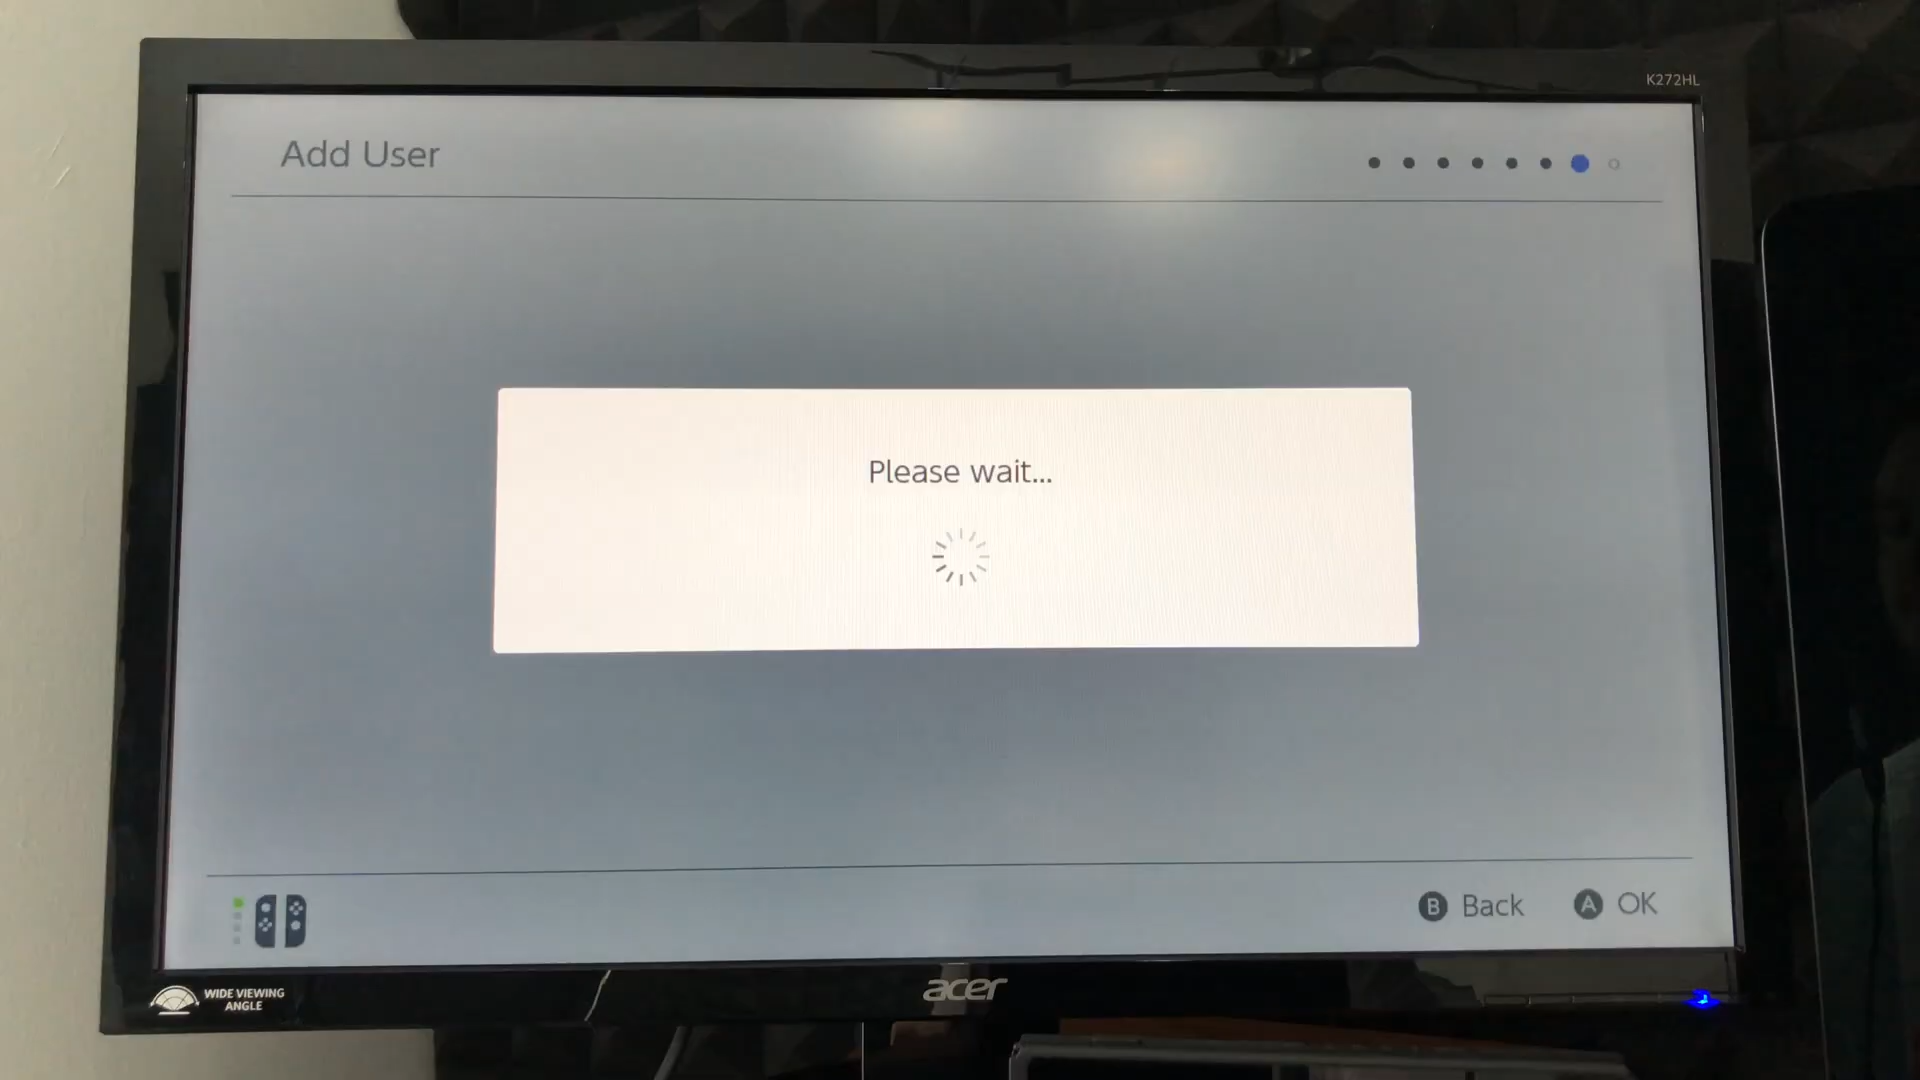 K272HL
Add User
Please wait...
B Back A OK
WIDE VIEWING
ANGLE
acer